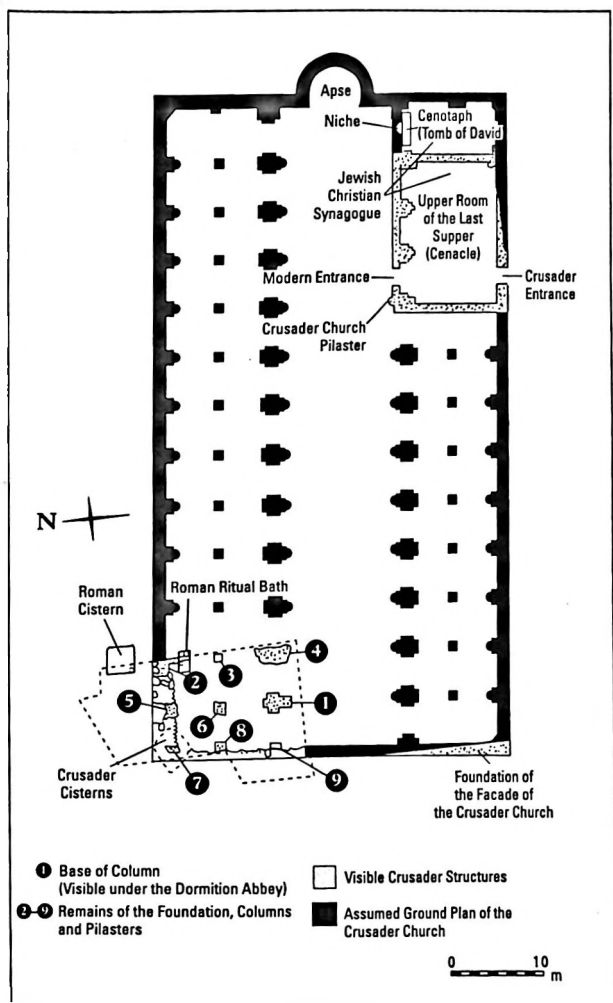 Apse
Niche
Cenotaph
(Tomb of David
Jewish
Christian
Synagogue
Upper Room
of the Last
Supper
(Cenacle)
Modern Entrance
Crusader
Entrance
Crusader Church
Pilaster
N
Roman
Cistern
Roman Ritual Bath
2
3
4
5
6
1
8
7
9
Crusader
Cisterns
Foundation of
the Facade of
the Crusader Church
1 Base of Column
(Visible under the Dormition Abbey)
2-9 Remains of the Foundation, Columns
and Pilasters
Visible Crusader Structures
Assumed Ground Plan of the
Crusader Church
0 10
m